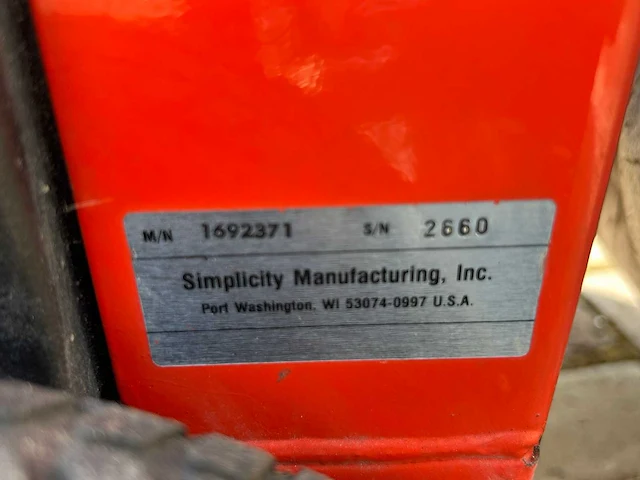 M/N 1692371 S/N 2660
Simplicity Manufacturing, Inc.
Port Washington, WI 53074-0997 U.S.A.